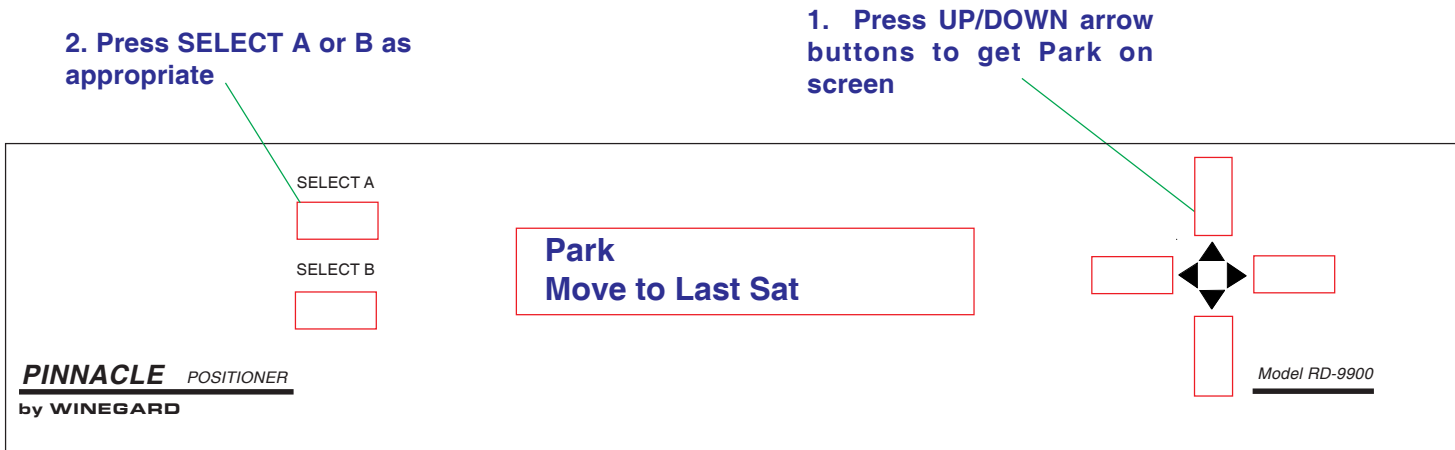 2. Press SELECT A or B as
appropriate
1. Press UP/DOWN arrow
buttons to get Park on
screen
SELECT A
SELECT B
Park
Move to Last Sat
PINNACLE POSITIONER
by WINEGARD
Model RD-9900